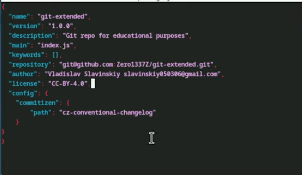 {
"name": "git-extended",
"version": "1.0.0",
"description": "Git repo for educational purposes",
"main": "index.js",
"keywords": [],
"repository": "git@github.com Zero1337Z/git-extended.git",
"author": "Vladislav Slavinskiy slavinskiy050306@gmail.com",
"license": "CC-BY-4.0"
"config": {
"commitizen": {
"path": "cz-conventional-changelog"
}
}
}